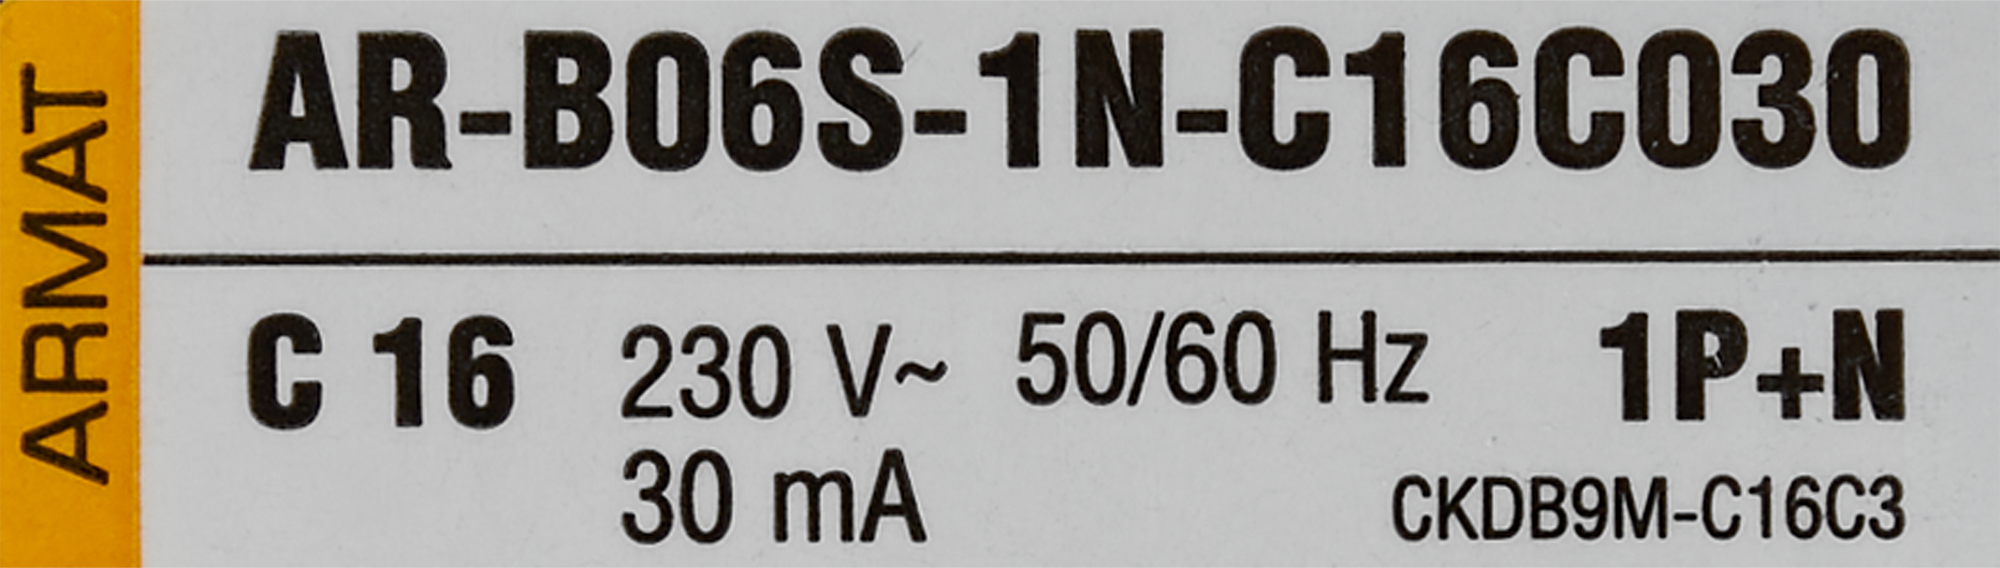 ARMAT
AR-B06S-1N-C16C030
C 16 230 V~ 50/60 Hz 1P+N
30 mA CKDB9M-C16C3